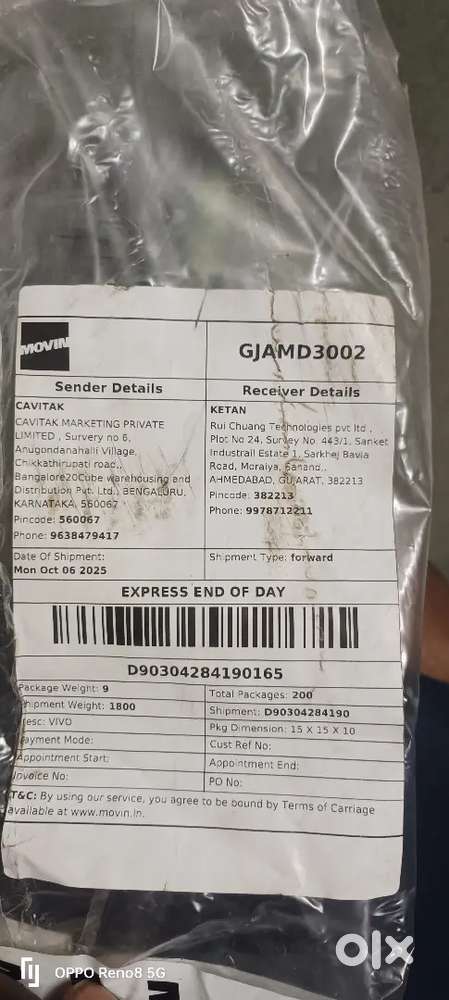 MOVIN
GJAMD3002
Sender Details
CAVITAK
CAVITAK MARKETING PRIVATE
LIMITED , Survery no 6,
Anugondanahalli Village,
Chikkathirupati road,,
Bangalore20Cube warehousing and
Distribution Pvt. Ltd., BENGALURU,
KARNATAKA, 560067
Pincode: 560067
Phone: 9638479417
Receiver Details
KETAN
Rui Chuang Technologies pvt ltd ,
Plot No 24, Survey No. 443/1, Sanket
Industrail Estate 1, Sarkhej Bavla
Road, Moraiya, Sanand,,
AHMEDABAD, GUJARAT, 382213
Pincode: 382213
Phone: 9978712211
Date Of Shipment:
Mon Oct 06 2025
Shipment Type: forward
EXPRESS END OF DAY
D90304284190165
Package Weight: 9
Total Packages: 200
Shipment Weight: 1800
Shipment: D90304284190
Desc: VIVO
Pkg Dimension: 15 X 15 X 10
Payment Mode:
Cust Ref No:
Appointment Start:
Appointment End:
Invoice No:
PO No:
T&C: By using our service, you agree to be bound by Terms of Carriage
available at www.movin.in.
OPPO Reno8 5G
olx